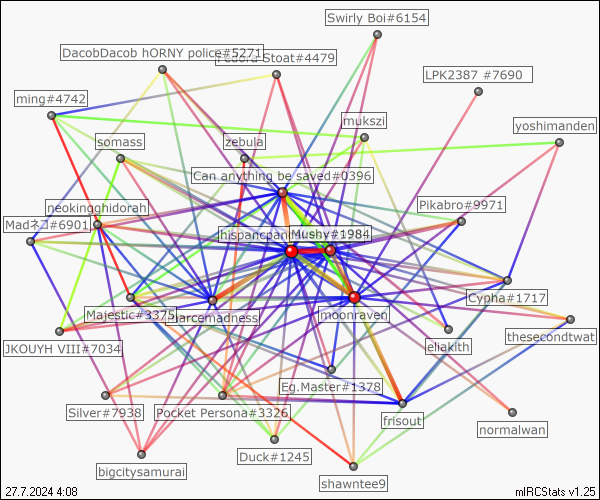 Swirly Boi#6154
DacobDacob hORNY police#5271
Stoat#4479
LPK2387 #7690
ming#4742
mukszi
yoshimanden
somass
zebula
Can anything be saved#0396
Pikabro#9971
neokingghidorah
Madネコ#6901
Mushy#1984
Cypha#1717
Majestic#3375
arcemadness
moonraven
thesecondtwat
JKOUYH VIII#7034
eliakith
Eg.Master#1378
Silver#7938
Pocket Persona#3326
frisout
normalwan
Duck#1245
bigcitysamurai
shawntee9
27.7.2024 4:08
mIRCStats v1.25